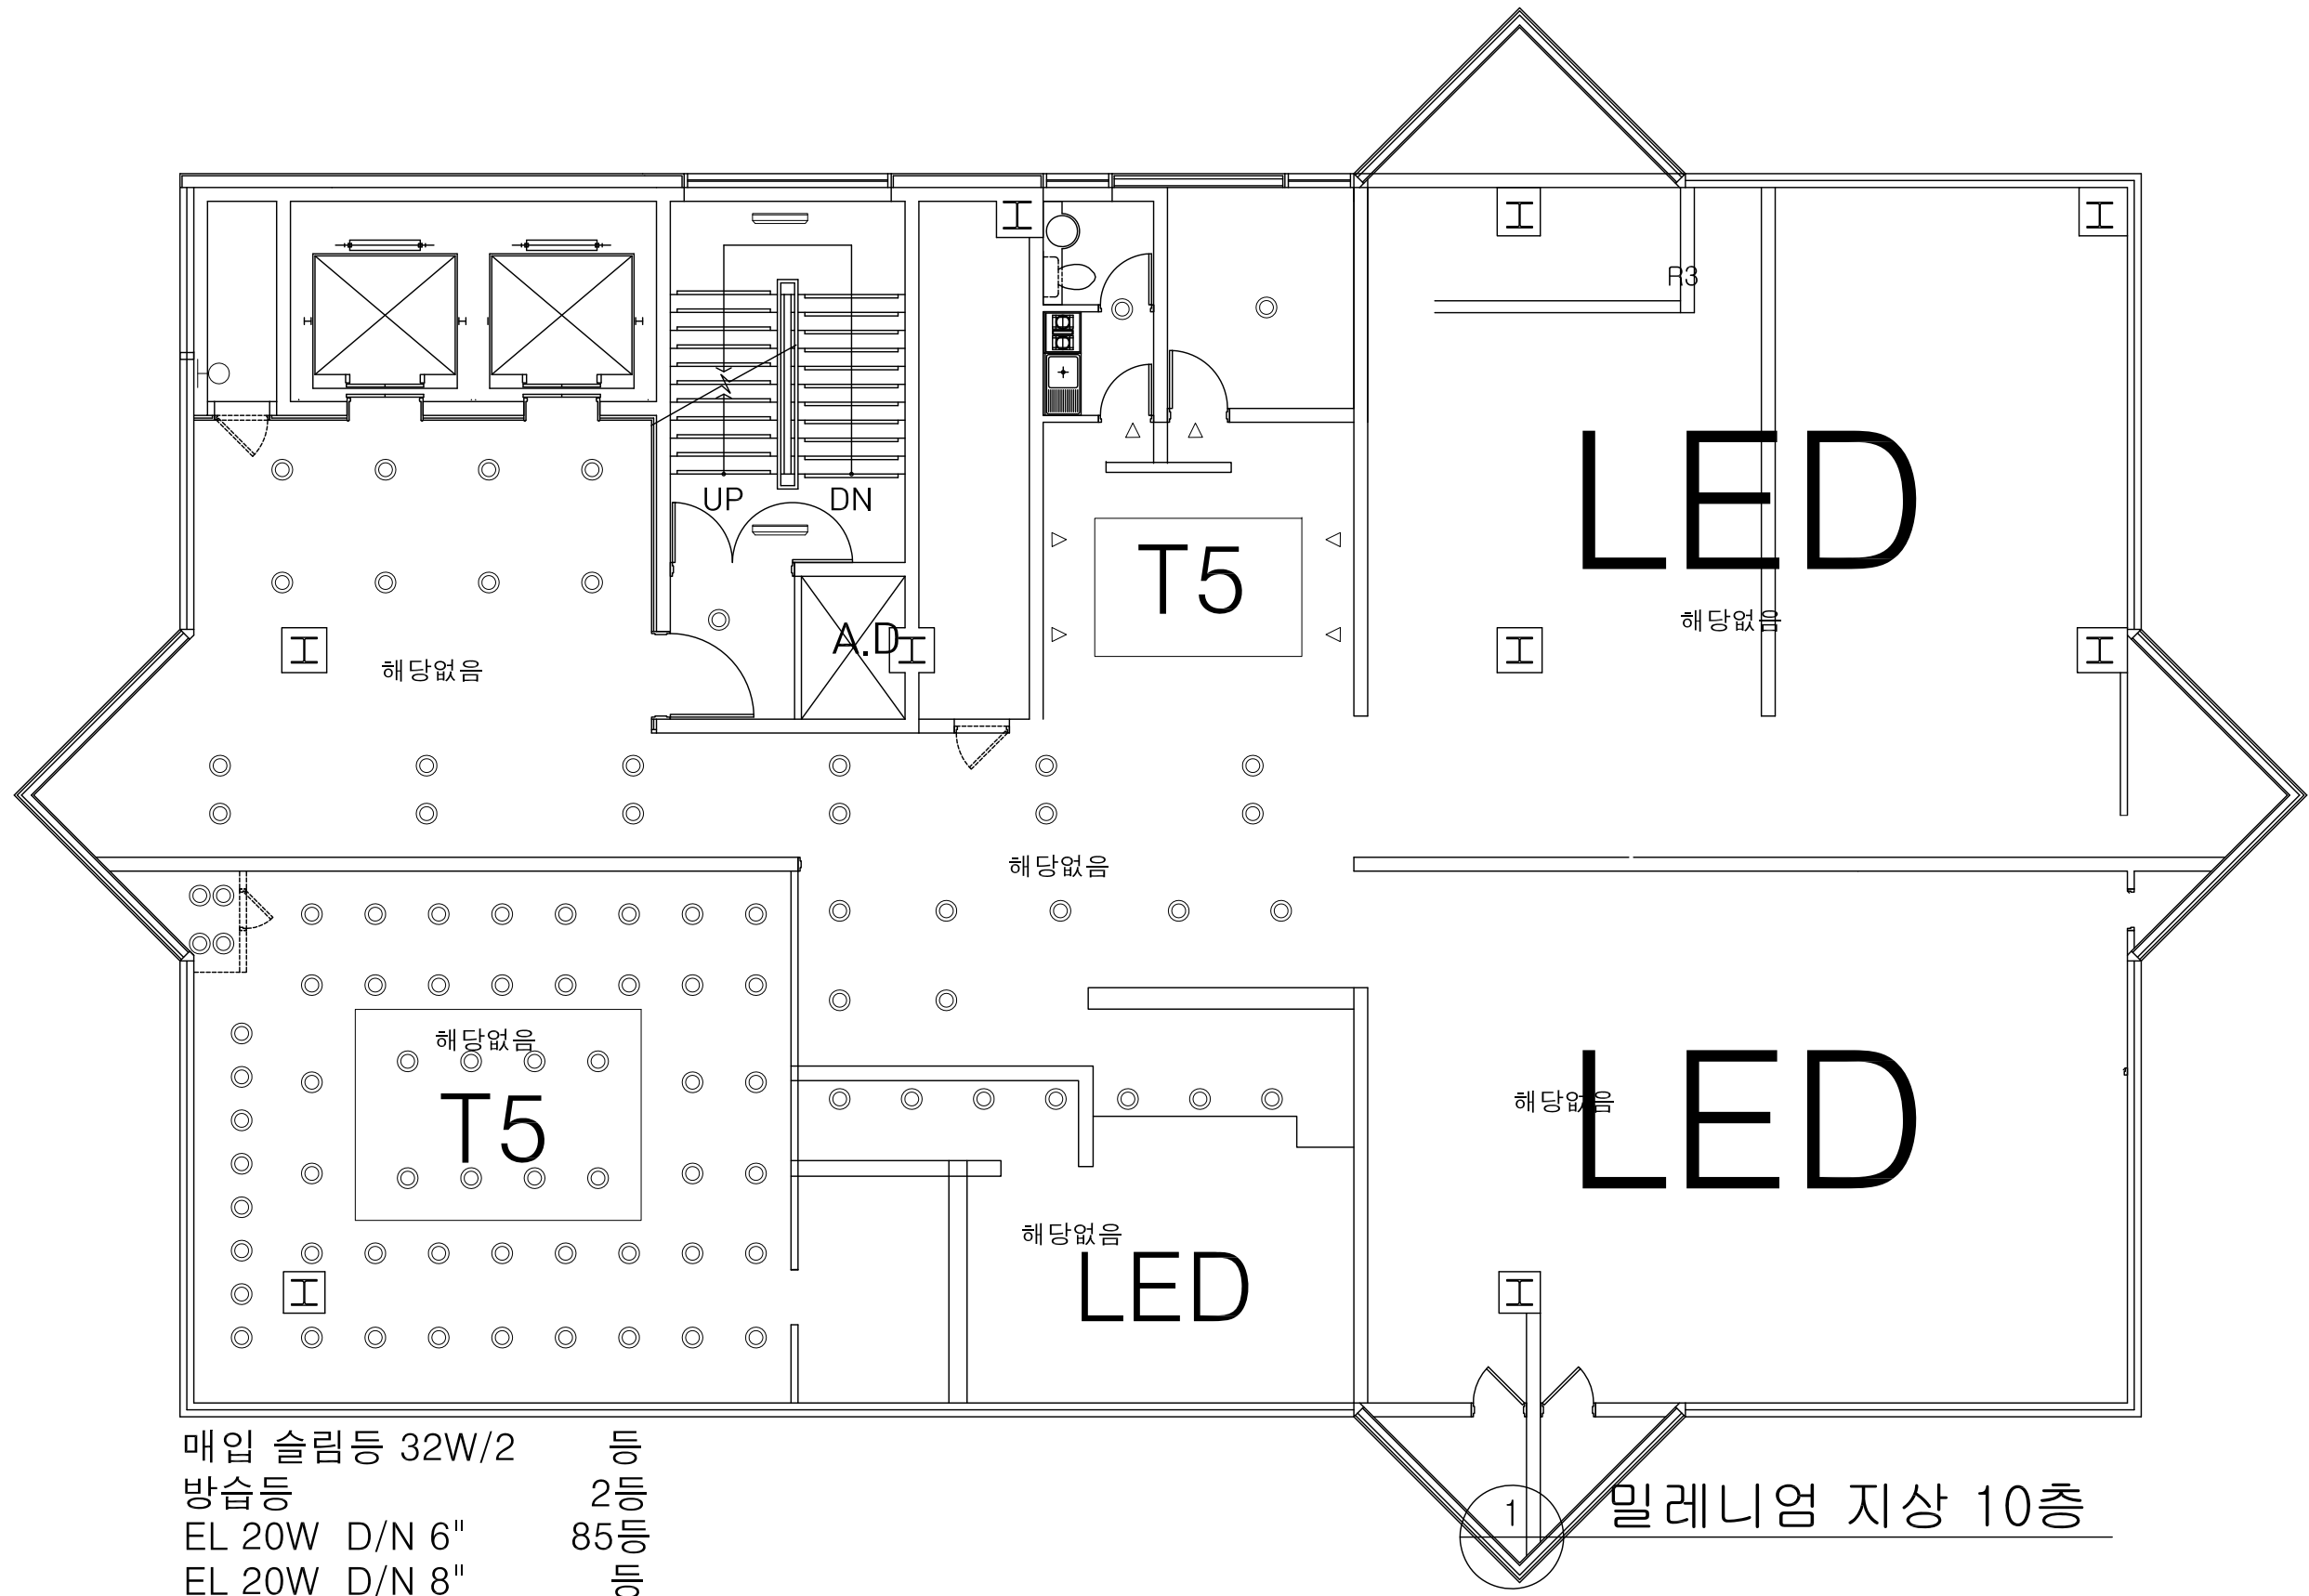 R3
LED
UP DN
T5
해당없음
A.D
해당없음
해당없음
해당없음
T5
LED
해당없음
해당없음
LED
매입 슬림등 32W/2 등
방습등 2등
EL 20W D/N 6" 85등
EL 20W D/N 8" 등
1 밀레니엄 지상 10층